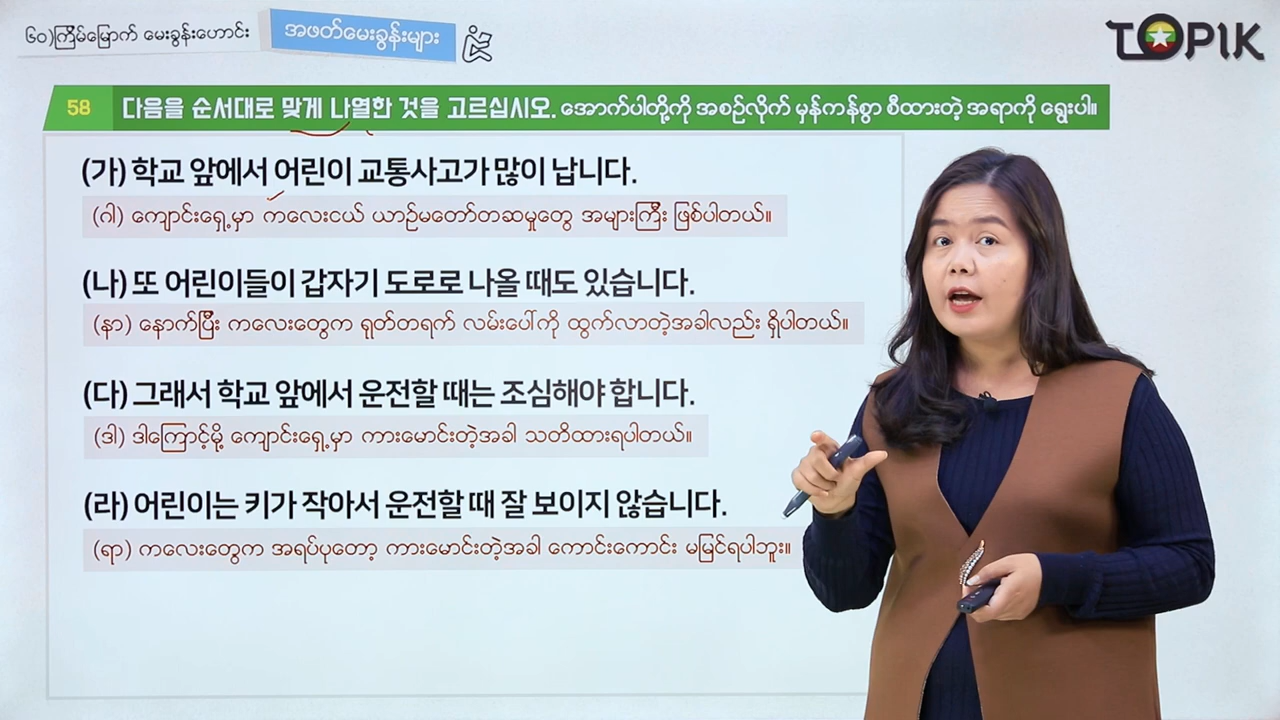 ၆၀)ကြိမ်မြောက် မေးခွန်းဟောင်း
အဖတ်မေးခွန်းများ
TOPIK
58 다음을 순서대로 맞게 나열한 것을 고르십시오. အောက်ပါတို့ကို အစဉ်လိုက် မှန်ကန်စွာ စီထားတဲ့ အရာကို ရွေးပါ။
(가) 학교 앞에서 어린이 교통사고가 많이 납니다.
(ဂါ) ကျောင်းရှေ့မှာ ကလေးငယ် ယာဉ်မတော်တဆမှုတွေ အများကြီး ဖြစ်ပါတယ်။
(나) 또 어린이들이 갑자기 도로로 나올 때도 있습니다.
(နာ) နောက်ပြီး ကလေးတွေက ရုတ်တရက် လမ်းပေါ်ကို ထွက်လာတဲ့အခါလည်း ရှိပါတယ်။
(다) 그래서 학교 앞에서 운전할 때는 조심해야 합니다.
(ဒါ) ဒါကြောင့်မို့ ကျောင်းရှေ့မှာ ကားမောင်းတဲ့အခါ သတိထားရပါတယ်။
(라) 어린이는 키가 작아서 운전할 때 잘 보이지 않습니다.
(ရာ) ကလေးတွေက အရပ်ပုတော့ ကားမောင်းတဲ့အခါ ကောင်းကောင်း မမြင်ရပါဘူး။